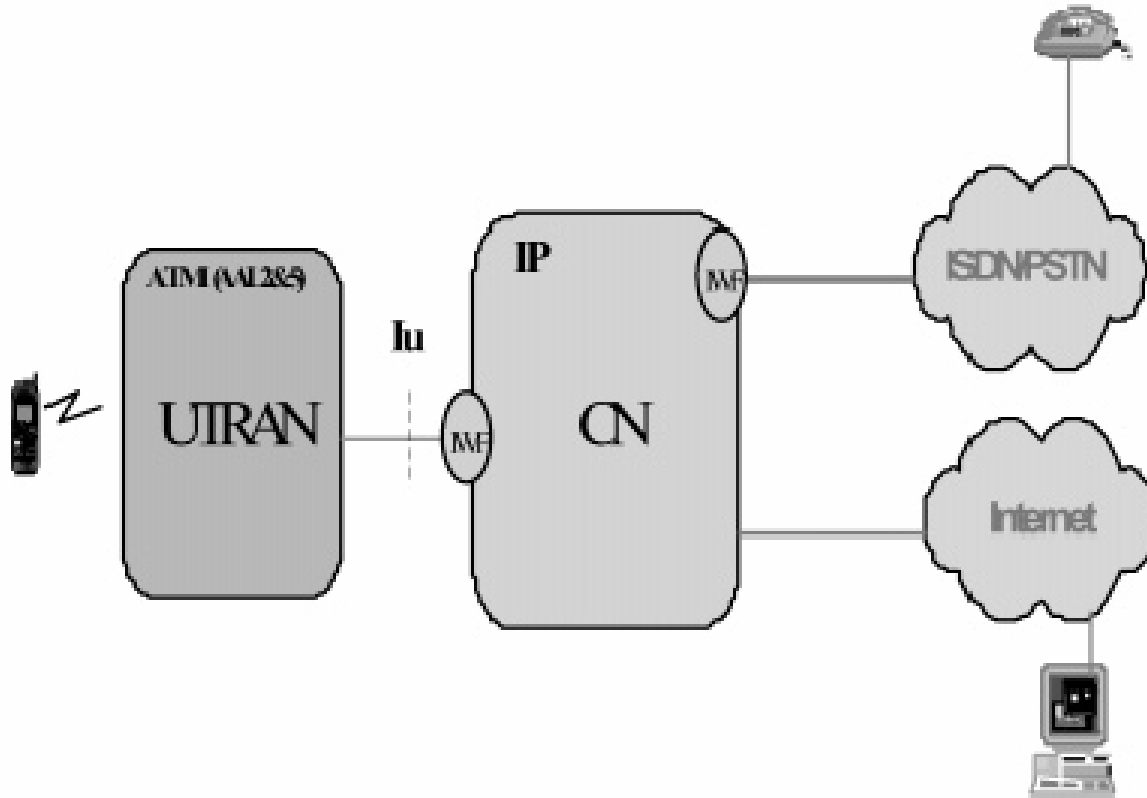 ATM (AAL2&5)
UTRAN
Iu
IWF
IP
CN
IWF
ISDN/PSTN
Internet